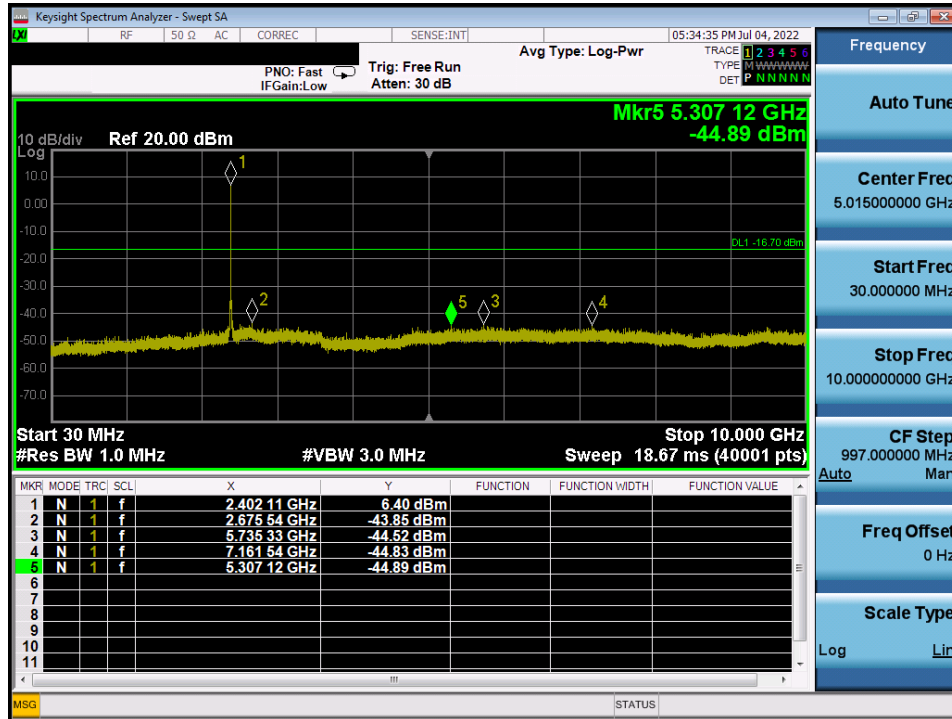 Keysight Spectrum Analyzer - Swept SA
LXI RF 50 Ω AC CORREC SENSE:INT 05:34:35 PM Jul 04, 2022
Avg Type: Log-Pwr TRACE 1 2 3 4 5 6
PNO: Fast Trig: Free Run TYPE M W W W W W
IFGain:Low Atten: 30 dB DET P N N N N N
Mkr5 5.307 12 GHz
-44.89 dBm
10 dB/div Ref 20.00 dBm
Log
10.0
0.00
-10.0
-20.0
-30.0
-40.0
-50.0
-60.0
-70.0
1
DL1 -16.70 dBm
2
5
3
4
Start 30 MHz Stop 10.000 GHz
#Res BW 1.0 MHz #VBW 3.0 MHz Sweep 18.67 ms (40001 pts)
MKR MODE TRC SCL X Y FUNCTION FUNCTION WIDTH FUNCTION VALUE
1 N 1 f 2.402 11 GHz 6.40 dBm
2 N 1 f 2.675 54 GHz -43.85 dBm
3 N 1 f 5.735 33 GHz -44.52 dBm
4 N 1 f 7.161 54 GHz -44.83 dBm
5 N 1 f 5.307 12 GHz -44.89 dBm
6
7
8
9
10
11
MSG STATUS
Frequency
Auto Tune
Center Freq
5.015000000 GHz
Start Freq
30.000000 MHz
Stop Freq
10.000000000 GHz
CF Step
997.000000 MHz
Auto Man
Freq Offset
0 Hz
Scale Type
Log Lin